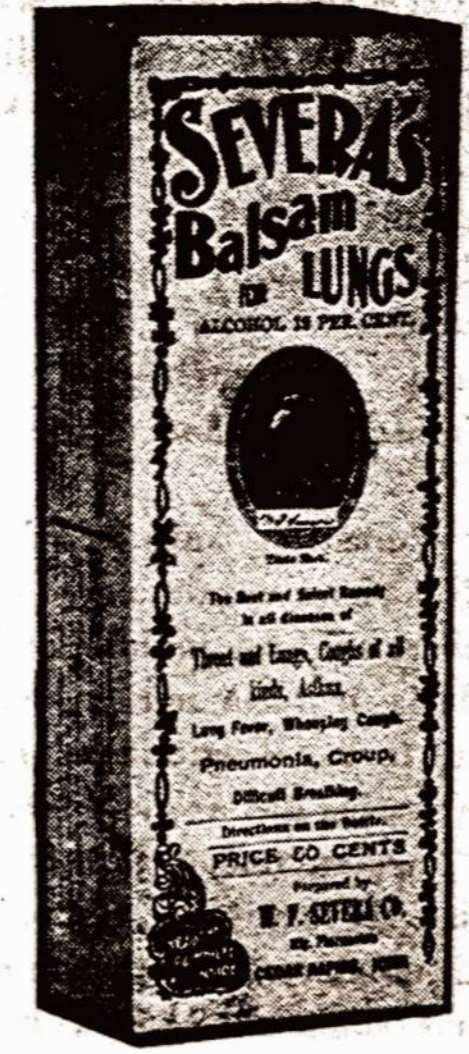 SEVERA'S
Balsam
FOR LUNGS
ALCOHOL PER CENT.
Trade Mark.
The Best and Safest Remedy
in all diseases of
Throat and Lungs, Coughs of all
kinds, Asthma,
Lung Fever, Whooping Cough,
Pneumonia, Croup,
Difficult Breathing.
Directions on the Bottle.
PRICE 50 CENTS
Prepared by
W. F. SEVERA CO.
CEDAR RAPIDS, IOWA